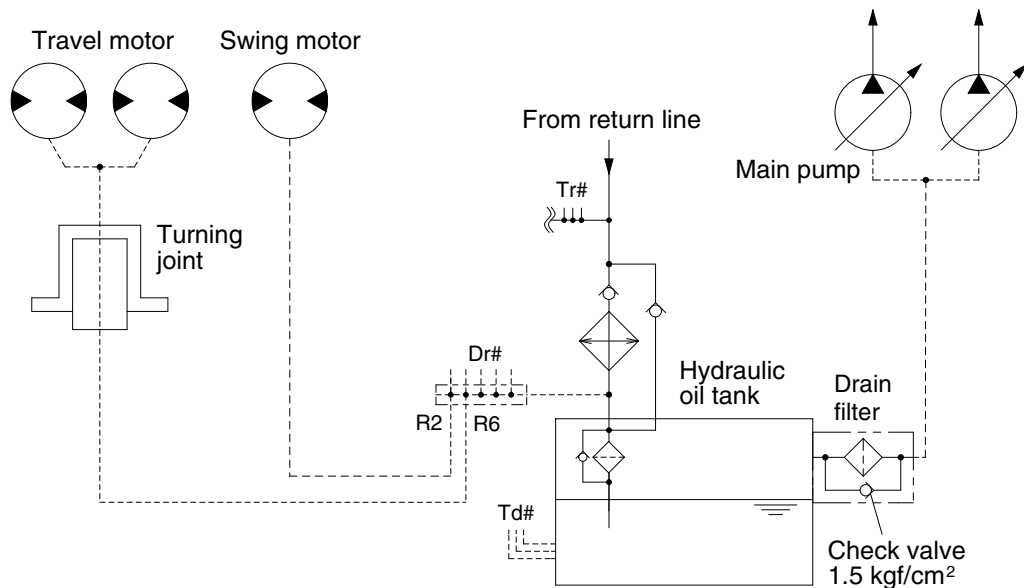 Travel motor
Swing motor
From return line
Main pump
Tr#
Turning
joint
Dr#
Hydraulic
oil tank
Drain
filter
R2
R6
Td#
Check valve
1.5 kgf/cm²